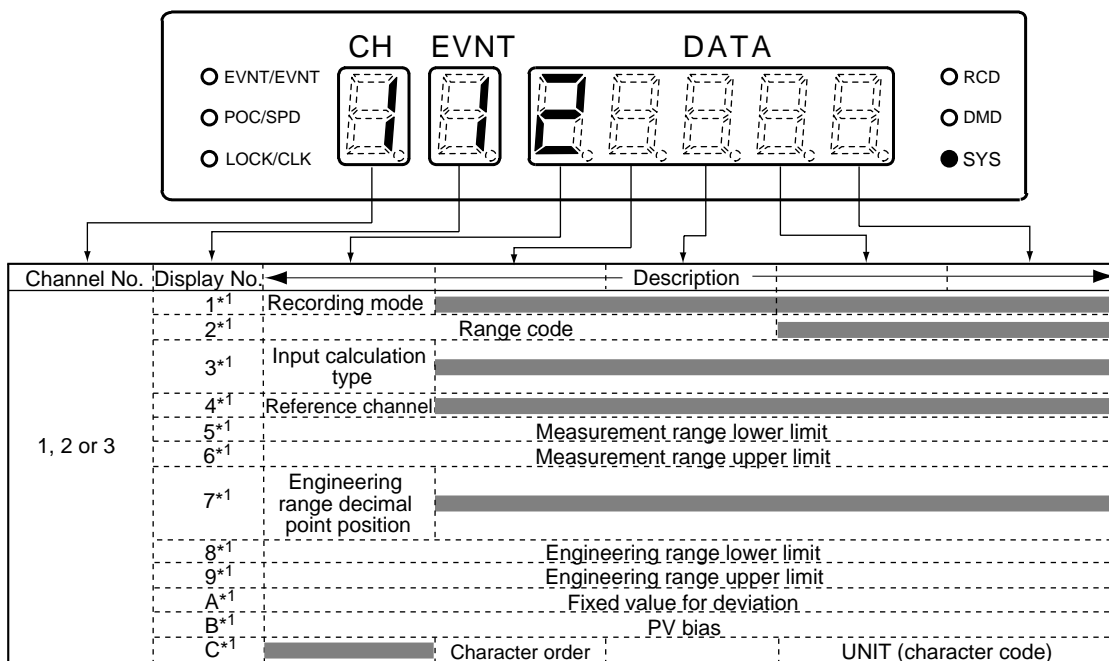 CH EVNT DATA
EVNT/EVNT
POC/SPD
LOCK/CLK
1 1 2
RCD
DMD
SYS
Channel No. Display No. Description
1, 2 or 3
1*1 Recording mode
2*1 Range code
3*1 Input calculation
type
4*1 Reference channel
5*1 Measurement range lower limit
6*1 Measurement range upper limit
7*1 Engineering
range decimal
point position
8*1 Engineering range lower limit
9*1 Engineering range upper limit
A*1 Fixed value for deviation
B*1 PV bias
C*1 Character order UNIT (character code)